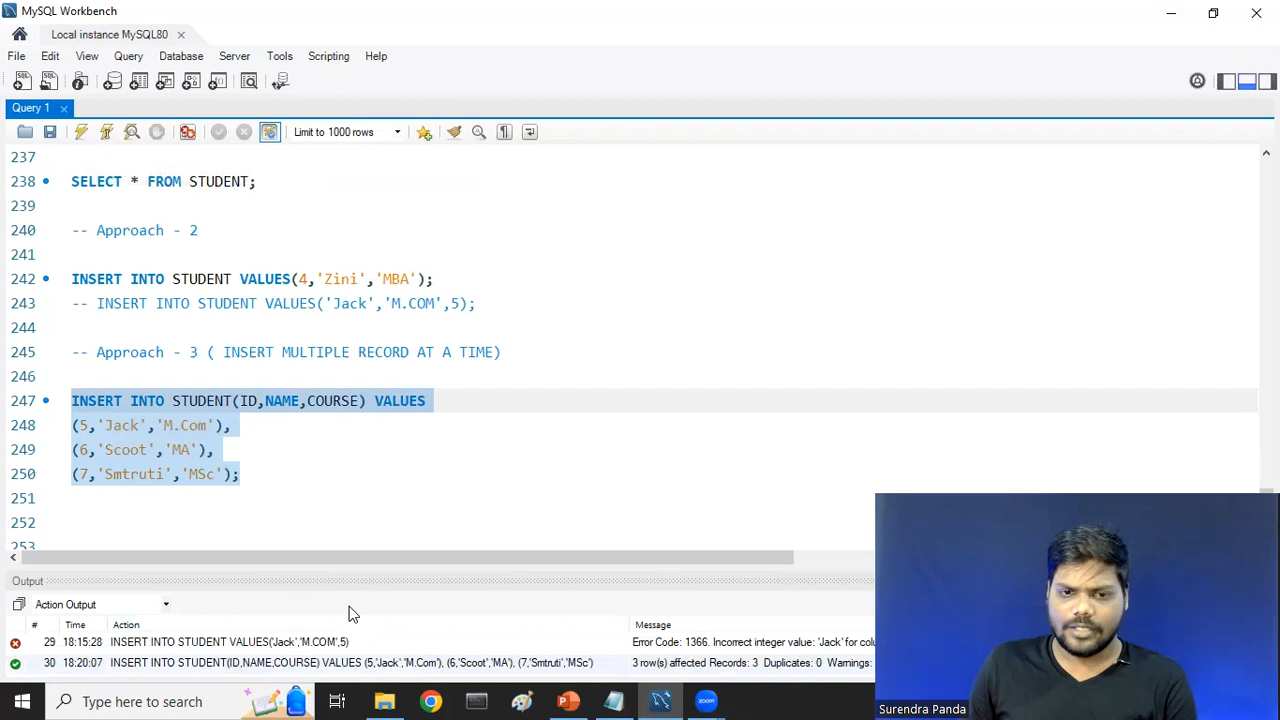 MySQL Workbench
Local instance MySQL80
File Edit View Query Database Server Tools Scripting Help
Query 1
Limit to 1000 rows
237
238 SELECT * FROM STUDENT;
239
240 -- Approach - 2
241
242 INSERT INTO STUDENT VALUES(4,'Zini','MBA');
243 -- INSERT INTO STUDENT VALUES('Jack','M.COM',5);
244
245 -- Approach - 3 ( INSERT MULTIPLE RECORD AT A TIME)
246
247 INSERT INTO STUDENT(ID,NAME,COURSE) VALUES
248 (5,'Jack','M.Com'),
249 (6,'Scoot','MA'),
250 (7,'Smtruti','MSc');
251
252
253
Output
Action Output
# Time Action Message
29 18:15:28 INSERT INTO STUDENT VALUES('Jack','M.COM',5) Error Code: 1366. Incorrect integer value: 'Jack' for colu
30 18:20:07 INSERT INTO STUDENT(ID,NAME,COURSE) VALUES (5,'Jack','M.Com'), (6,'Scoot','MA'), (7,'Smtruti','MSc') 3 row(s) affected Records: 3 Duplicates: 0 Warnings:
Type here to search
zoom
Surendra Panda